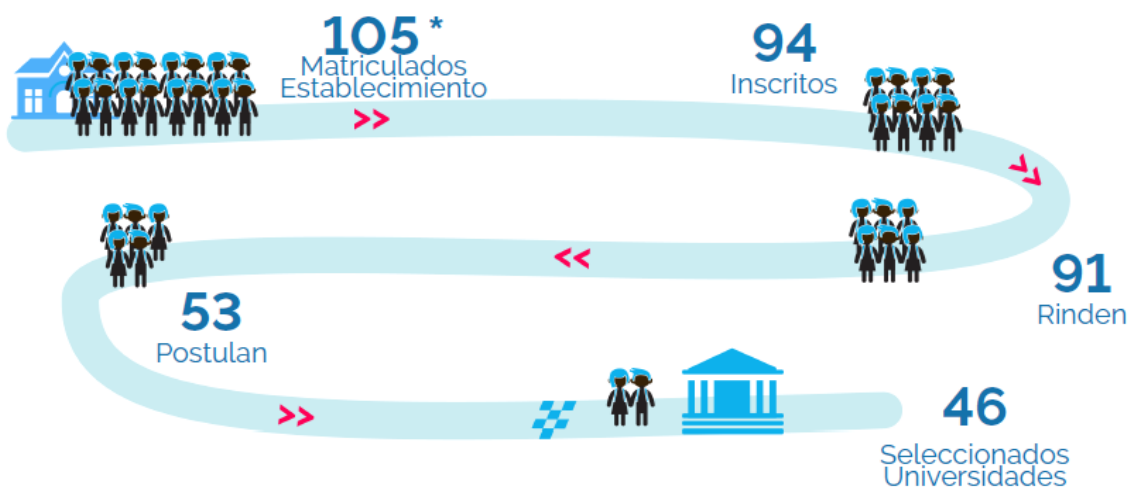 105 *
Matriculados
Establecimiento
94
Inscritos
91
Rinden
53
Postulan
46
Seleccionados
Universidades